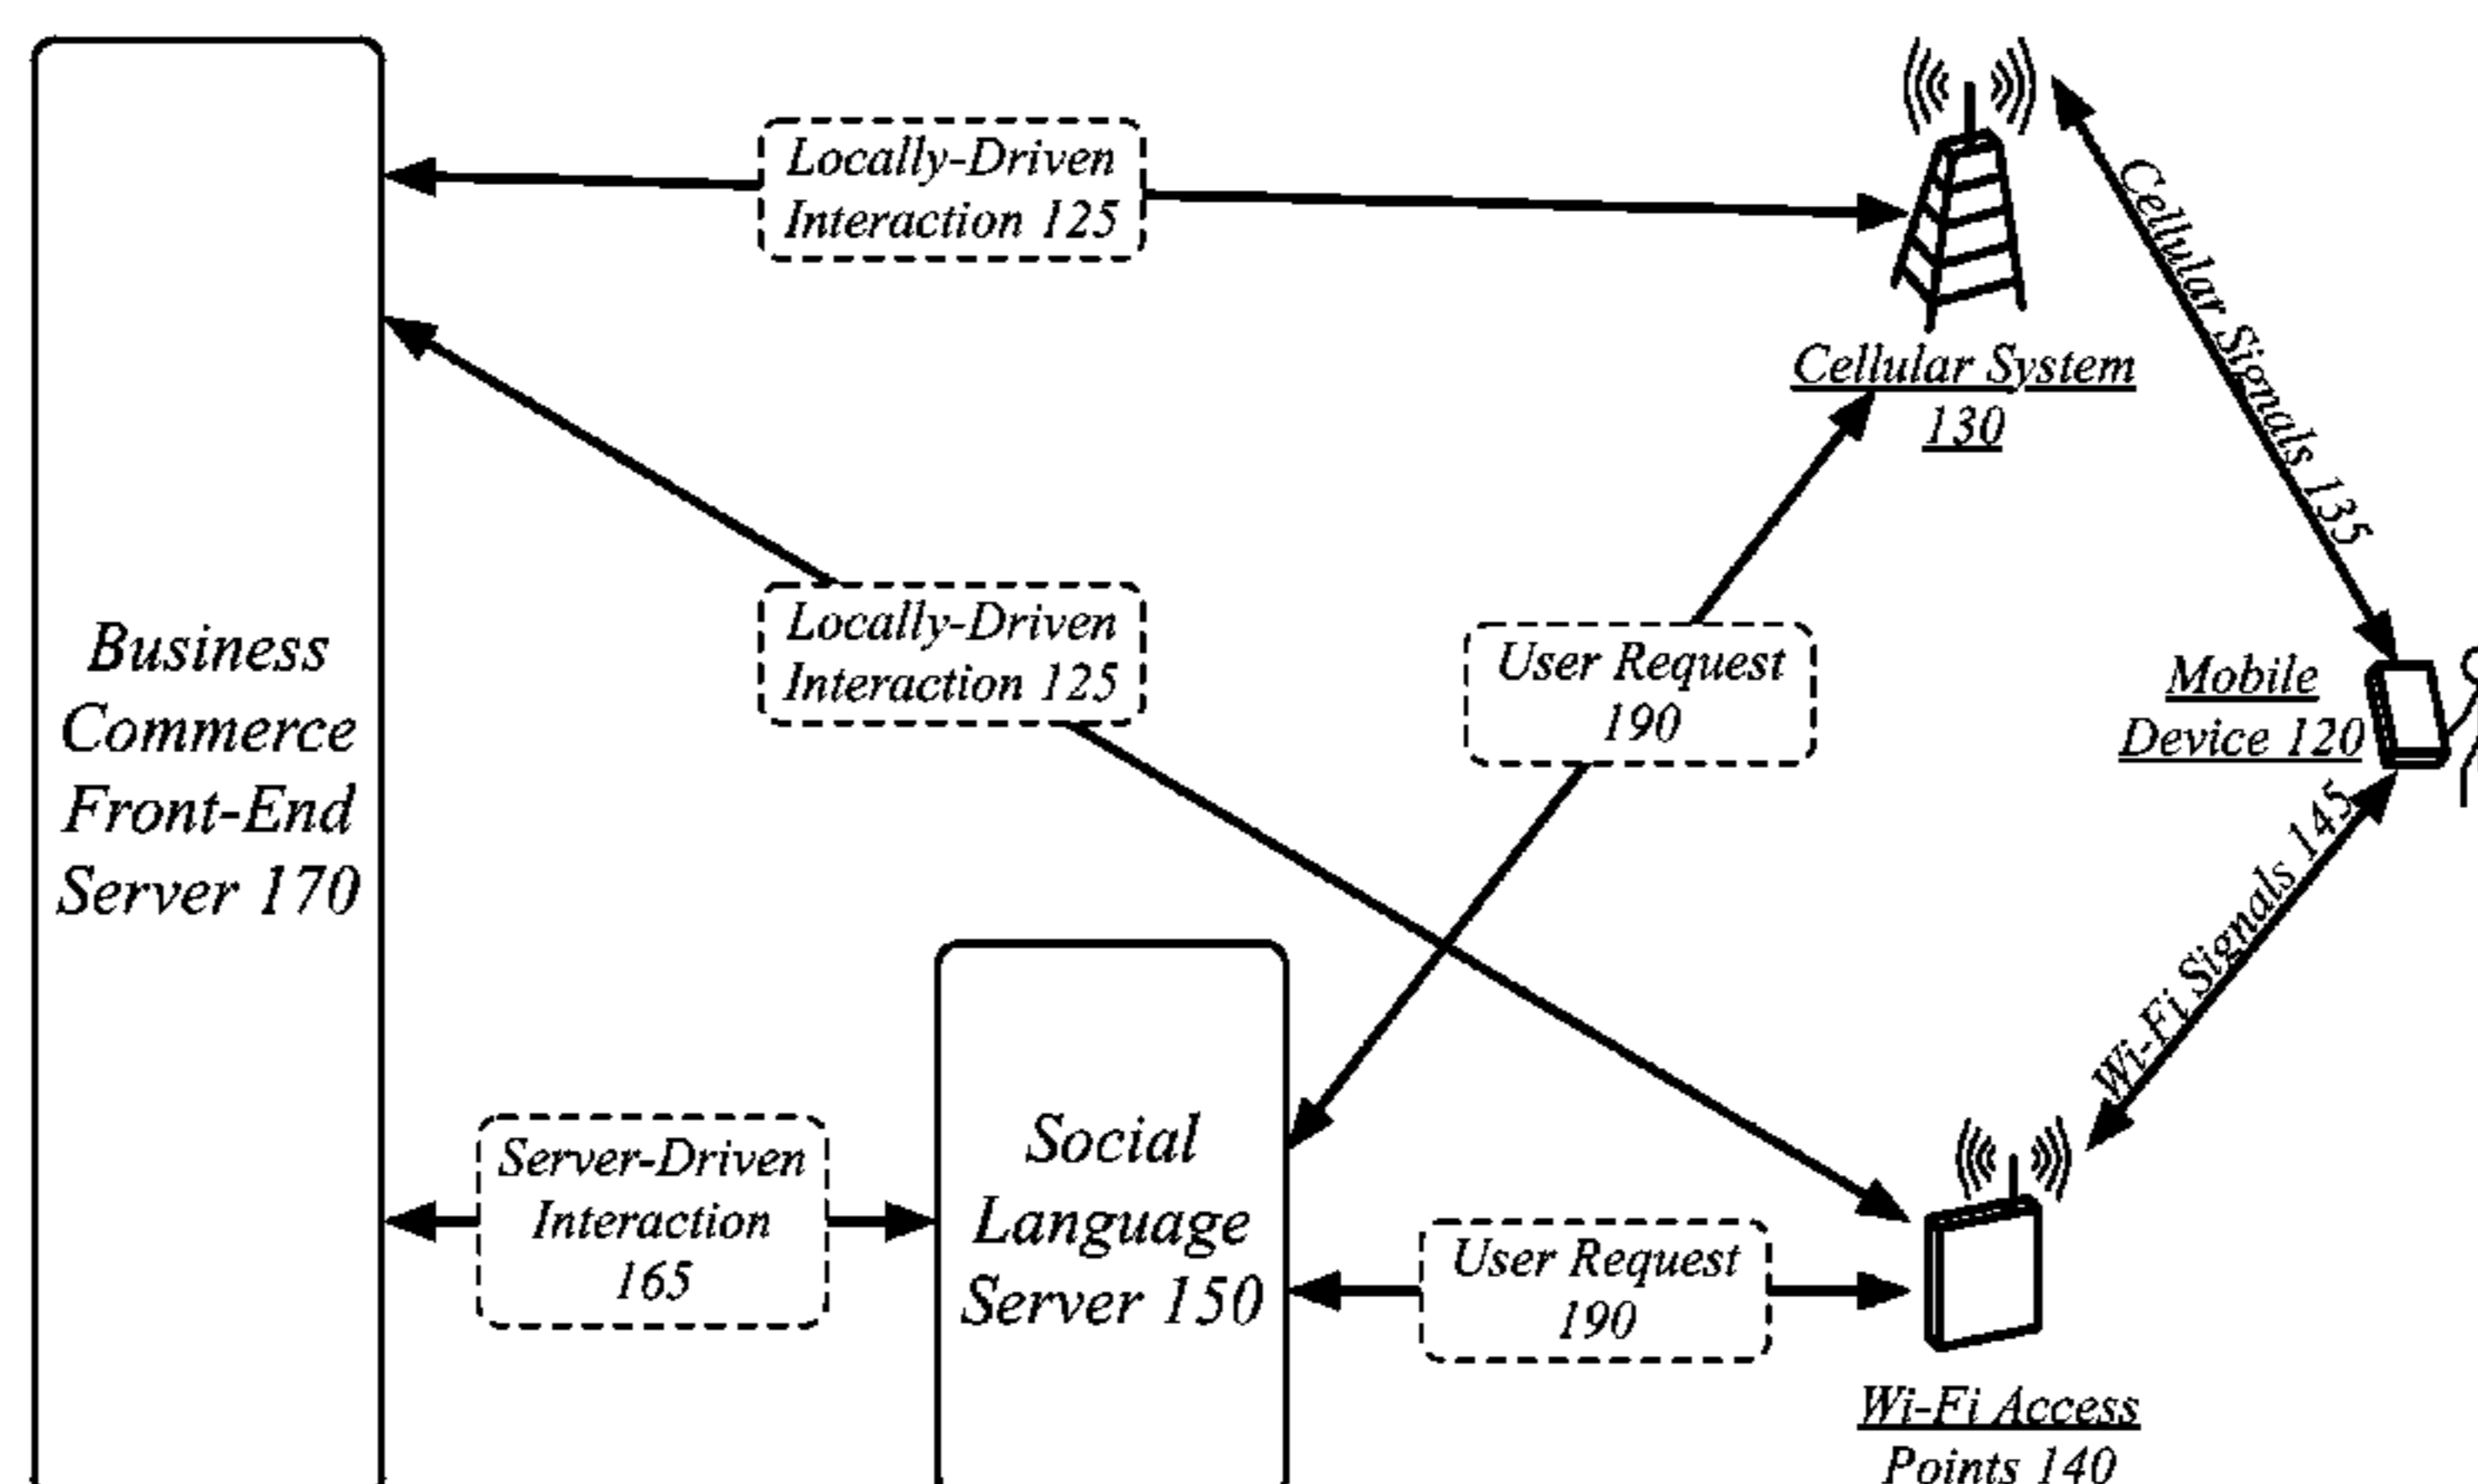 Locally-Driven
Interaction 125
Cellular Signals 135
Cellular System
130
Business
Commerce
Front-End
Server 170
Locally-Driven
Interaction 125
User Request
190
Mobile
Device 120
Wi-Fi Signals 145
Server-Driven
Interaction
165
Social
Language
Server 150
User Request
190
Wi-Fi Access
Points 140